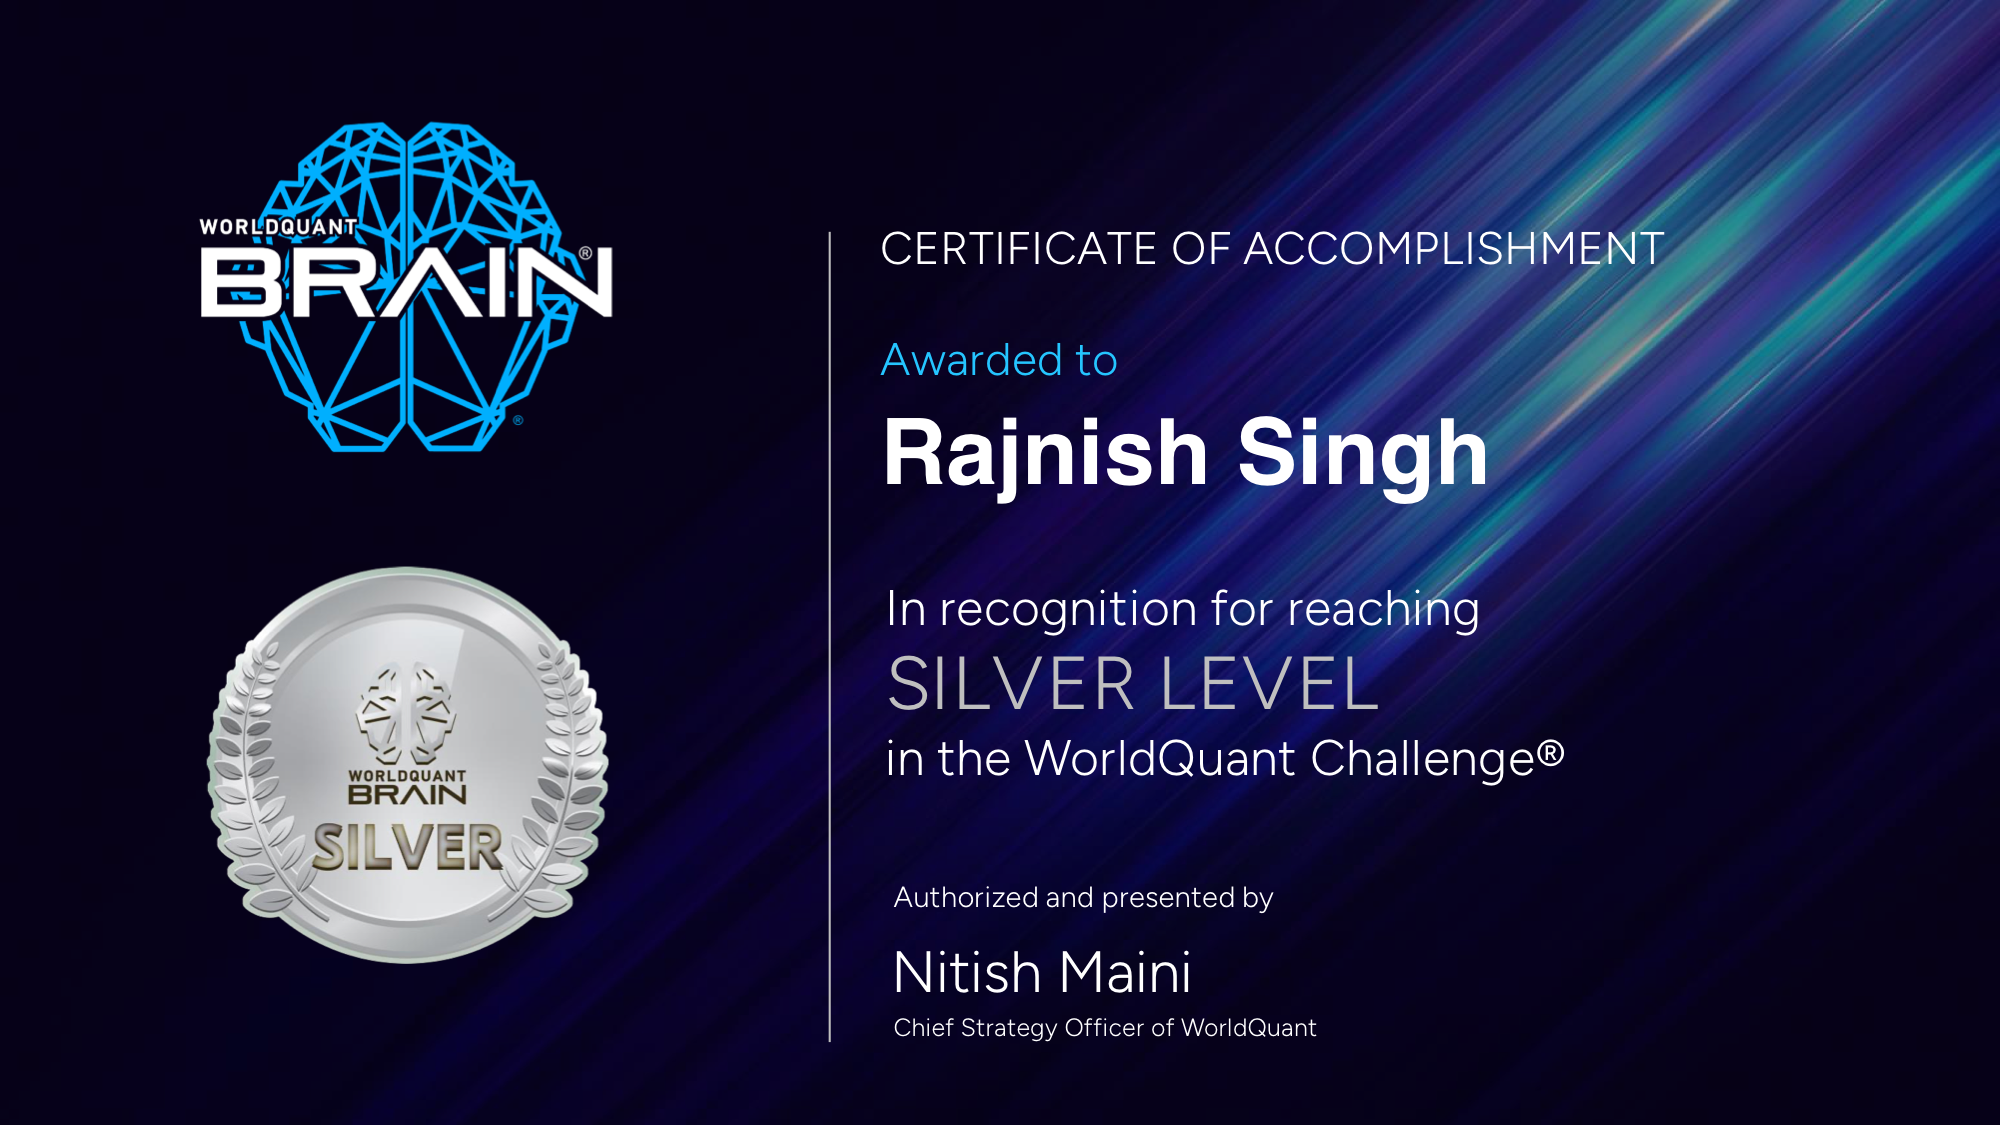 WORLDQUANT
BRAIN®
®
WORLDQUANT
BRAIN
SILVER
CERTIFICATE OF ACCOMPLISHMENT
Awarded to
Rajnish Singh
In recognition for reaching
SILVER LEVEL
in the WorldQuant Challenge®
Authorized and presented by
Nitish Maini
Chief Strategy Officer of WorldQuant